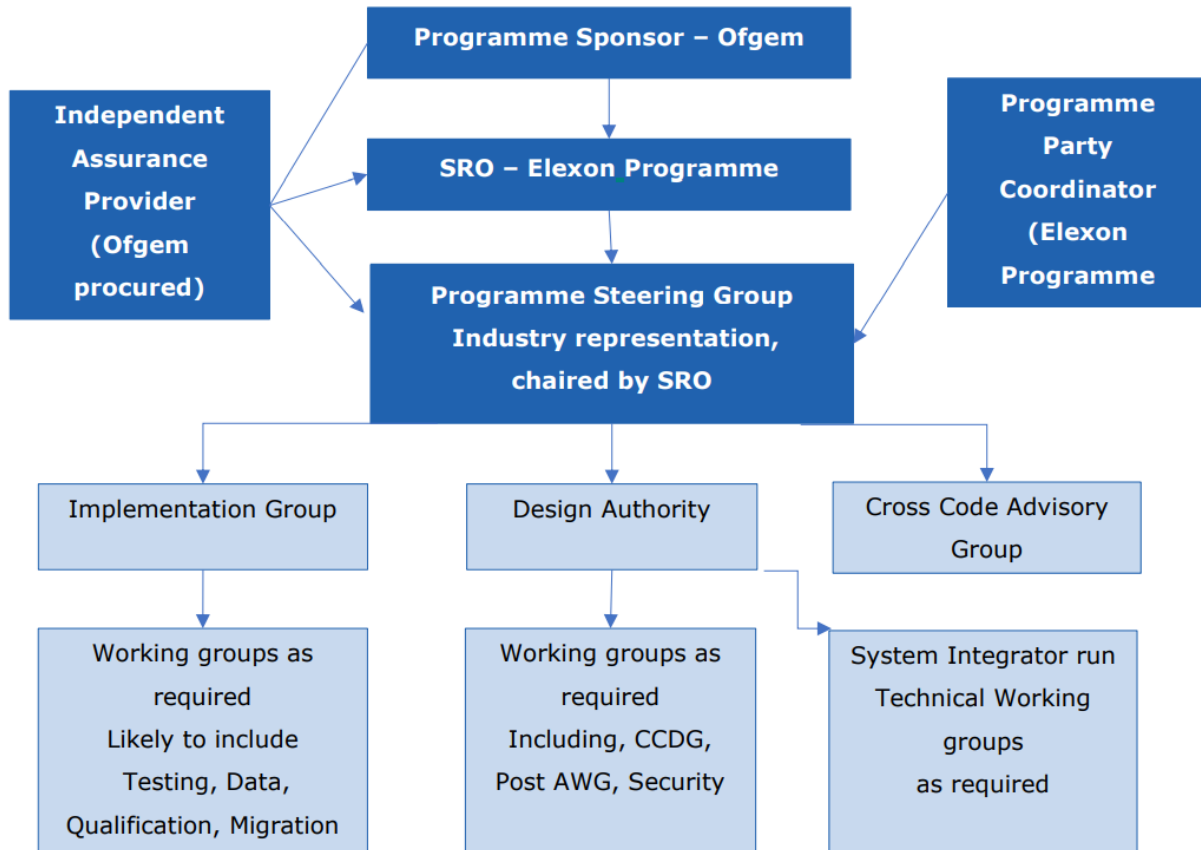 Programme Sponsor – Ofgem
Independent
Assurance
Provider
(Ofgem
procured)
SRO – Elexon Programme
Programme
Party
Coordinator
(Elexon
Programme
Programme Steering Group
Industry representation,
chaired by SRO
Implementation Group
Design Authority
Cross Code Advisory
Group
Working groups as
required
Likely to include
Testing, Data,
Qualification, Migration
Working groups as
required
Including, CCDG,
Post AWG, Security
System Integrator run
Technical Working
groups
as required